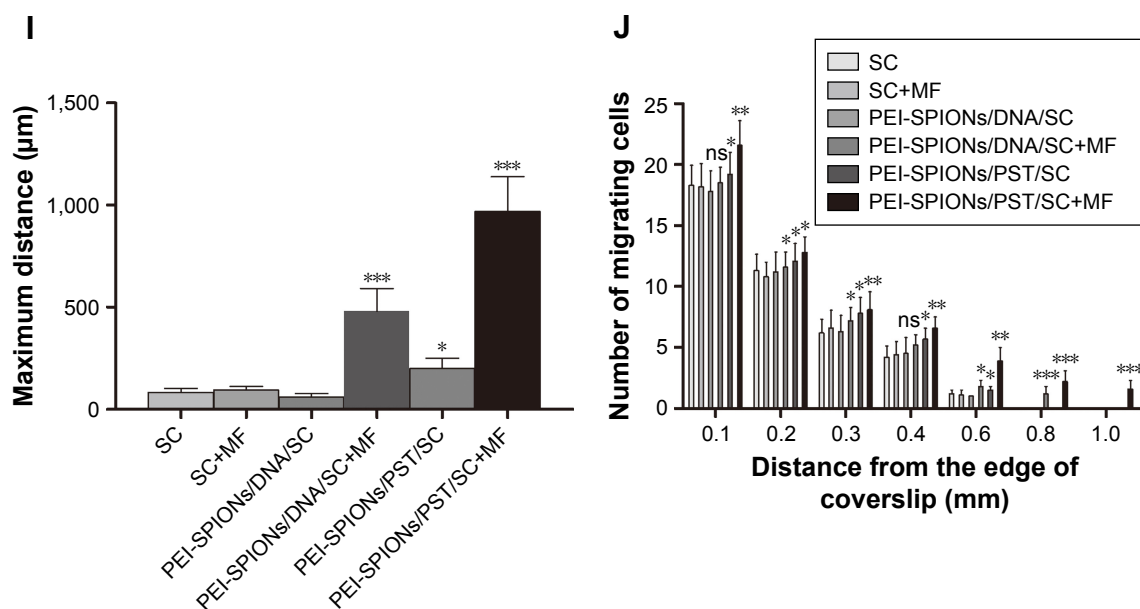 I
Maximum distance (µm)
1,500
1,000
500
0
***
*
***
SC
SC+MF
PEI-SPIONs/DNA/SC
PEI-SPIONs/DNA/SC+MF
PEI-SPIONs/PST/SC
PEI-SPIONs/PST/SC+MF
J
SC
SC+MF
PEI-SPIONs/DNA/SC
PEI-SPIONs/DNA/SC+MF
PEI-SPIONs/PST/SC
PEI-SPIONs/PST/SC+MF
Number of migrating cells
25
20
15
10
5
0
ns * **
* * *
* * **
ns * **
* * **
*** ***
***
0.1 0.2 0.3 0.4 0.6 0.8 1.0
Distance from the edge of
coverslip (mm)